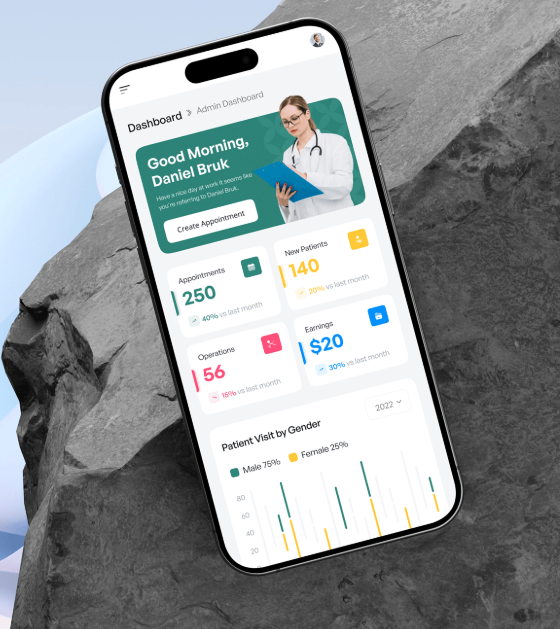 Dashboard
Admin Dashboard
Good Morning,
Daniel Bruk
Have a nice day at work it seems like
you're referring to Daniel Bruk.
Create Appointment
Appointments
250
40% vs last month
New Patients
140
20% vs last month
Operations
56
15% vs last month
Earnings
$20
30% vs last month
Patient Visit by Gender
2022
Male 75%
Female 25%
80
60
40
20